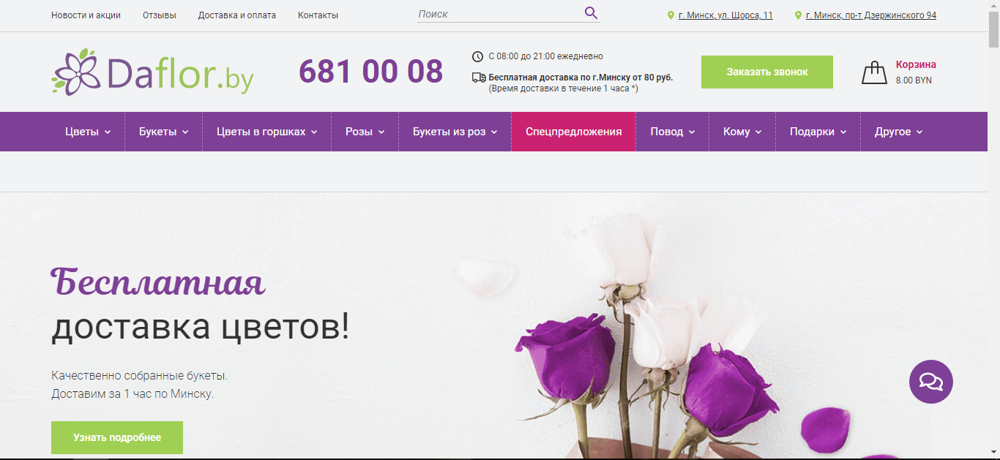 Новости и акции Отзывы Доставка и оплата Контакты Поиск г. Минск, ул. Щорса, 11 г. Минск, пр-т Дзержинского 94
Daflor.by
681 00 08
С 08:00 до 21:00 ежедневно
Бесплатная доставка по г.Минску от 80 руб.
(Время доставки в течение 1 часа *)
Заказать звонок
Корзина
8.00 BYN
Цветы Букеты Цветы в горшках Розы Букеты из роз Спецпредложения Повод Кому Подарки Другое
Бесплатная
доставка цветов!
Качественно собранные букеты.
Доставим за 1 час по Минску.
Узнать подробнее